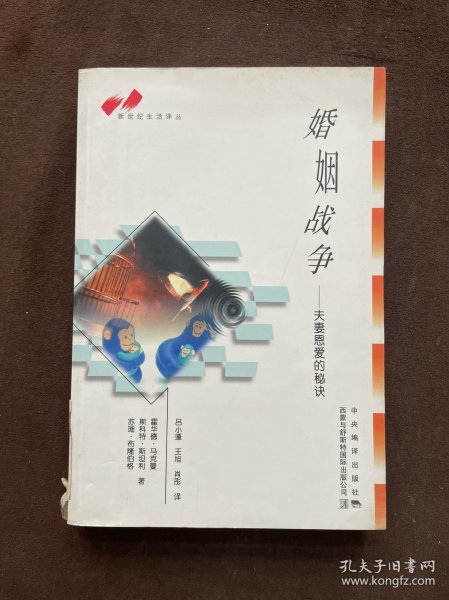 新世纪生活译丛
婚姻战争
——夫妻恩爱的秘诀
中央编译出版社
西蒙与舒斯特国际出版公司
吕小谨 王旭 肖彤 译
霍华德·马克曼
斯科特·斯坦利 著
苏珊·布隆伯格
孔夫子旧书网
www.kongfz.com